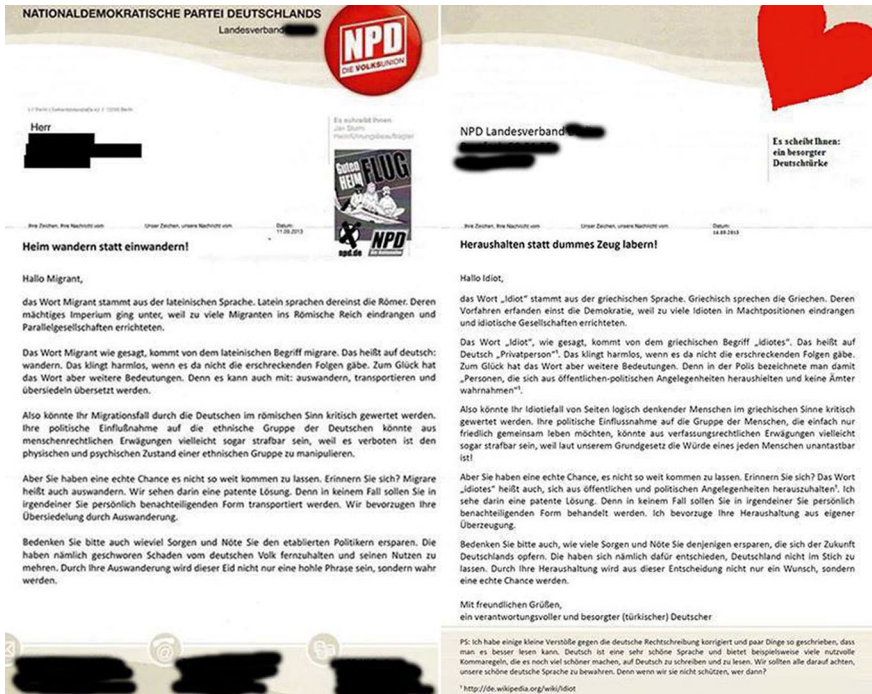 NATIONALDEMOKRATISCHE PARTEI DEUTSCHLANDS
Landesverband
NPD
DIE VOLKSUNION
Herr
Es schreibt Ihnen
Jan Sturm
Heimführungsbeauftragter
Guten
HEIM
FLUG
npd.de
NPD
Die Nationalen
Ihre Zeichen, Ihre Nachricht vom
Unser Zeichen, unsere Nachricht vom
Datum:
11.09.2013
Heim wandern statt einwandern!
Hallo Migrant,
das Wort Migrant stammt aus der lateinischen Sprache. Latein sprachen dereinst die Römer. Deren
mächtiges Imperium ging unter, weil zu viele Migranten ins Römische Reich eindrangen und
Parallelgesellschaften errichteten.
Das Wort Migrant wie gesagt, kommt von dem lateinischen Begriff migrare. Das heißt auf deutsch:
wandern. Das klingt harmlos, wenn es da nicht die erschreckenden Folgen gäbe. Zum Glück hat
das Wort aber weitere Bedeutungen. Denn es kann auch mit: auswandern, transportieren und
übersiedeln übersetzt werden.
Also könnte Ihr Migrationsfall durch die Deutschen im römischen Sinn kritisch gewertet werden.
Ihre politische Einflußnahme auf die ethnische Gruppe der Deutschen könnte aus
menschenrechtlichen Erwägungen vielleicht sogar strafbar sein, weil es verboten ist den
physischen und psychischen Zustand einer ethnischen Gruppe zu manipulieren.
Aber Sie haben eine echte Chance es nicht so weit kommen zu lassen. Erinnern Sie sich? Migrare
heißt auch auswandern. Wir sehen darin eine patente Lösung. Denn in keinem Fall sollen Sie in
irgendeiner Sie persönlich benachteiligenden Form transportiert werden. Wir bevorzugen Ihre
Übersiedelung durch Auswanderung.
Bedenken Sie bitte auch wieviel Sorgen und Nöte Sie den etablierten Politikern ersparen. Die
haben nämlich geschworen Schaden vom deutschen Volk fernzuhalten und seinen Nutzen zu
mehren. Durch Ihre Auswanderung wird dieser Eid nicht nur eine hohle Phrase sein, sondern wahr
werden.
NPD Landesverband
Es scheibt Ihnen:
ein besorgter
Deutschtürke
Ihre Zeichen, Ihre Nachricht vom
Unser Zeichen, unsere Nachricht vom
Datum:
14.09.2013
Heraushalten statt dummes Zeug labern!
Hallo Idiot,
das Wort „Idiot“ stammt aus der griechischen Sprache. Griechisch sprechen die Griechen. Deren
Vorfahren erfanden einst die Demokratie, weil zu viele Idioten in Machtpositionen eindrangen
und idiotische Gesellschaften errichteten.
Das Wort „Idiot“, wie gesagt, kommt von dem griechischen Begriff „Idiotes“. Das heißt auf
Deutsch „Privatperson“¹. Das klingt harmlos, wenn es da nicht die erschreckenden Folgen gäbe.
Zum Glück hat das Wort aber weitere Bedeutungen. Denn in der Polis bezeichnete man damit
„Personen, die sich aus öffentlichen-politischen Angelegenheiten heraushielten und keine Ämter
wahrnahmen“¹.
Also könnte Ihr Idiotiefall von Seiten logisch denkender Menschen im griechischen Sinne kritisch
gewertet werden. Ihre politische Einflussnahme auf die Gruppe der Menschen, die einfach nur
friedlich gemeinsam leben möchten, könnte aus verfassungsrechtlichen Erwägungen vielleicht
sogar strafbar sein, weil laut unserem Grundgesetz die Würde eines jeden Menschen unantastbar
ist!
Aber Sie haben eine echte Chance, es nicht so weit kommen zu lassen. Erinnern Sie sich? Das Wort
„Idiotes“ heißt auch, sich aus öffentlichen und politischen Angelegenheiten herauszuhalten¹. Ich
sehe darin eine patente Lösung. Denn in keinem Fall sollen Sie in irgendeiner Sie persönlich
benachteiligenden Form behandelt werden. Ich bevorzuge Ihre Heraushaltung aus eigener
Überzeugung.
Bedenken Sie bitte auch, wie viele Sorgen und Nöte Sie denjenigen ersparen, die sich der Zukunft
Deutschlands opfern. Die haben sich nämlich dafür entschieden, Deutschland nicht im Stich zu
lassen. Durch Ihre Heraushaltung wird aus dieser Entscheidung nicht nur ein Wunsch, sondern
eine echte Chance werden.
Mit freundlichen Grüßen,
ein verantwortungsvoller und besorgter (türkischer) Deutscher
PS: Ich habe einige kleine Verstöße gegen die deutsche Rechtschreibung korrigiert und paar Dinge so geschrieben, dass
man es besser lesen kann. Deutsch ist eine sehr schöne Sprache und bietet beispielsweise viele nutzvolle
Kommaregeln, die es noch viel schöner machen, auf Deutsch zu schreiben und zu lesen. Wir sollten alle darauf achten,
unsere schöne deutsche Sprache zu bewahren. Denn wenn wir sie nicht schützen, wer dann?
¹ http://de.wikipedia.org/wiki/Idiot